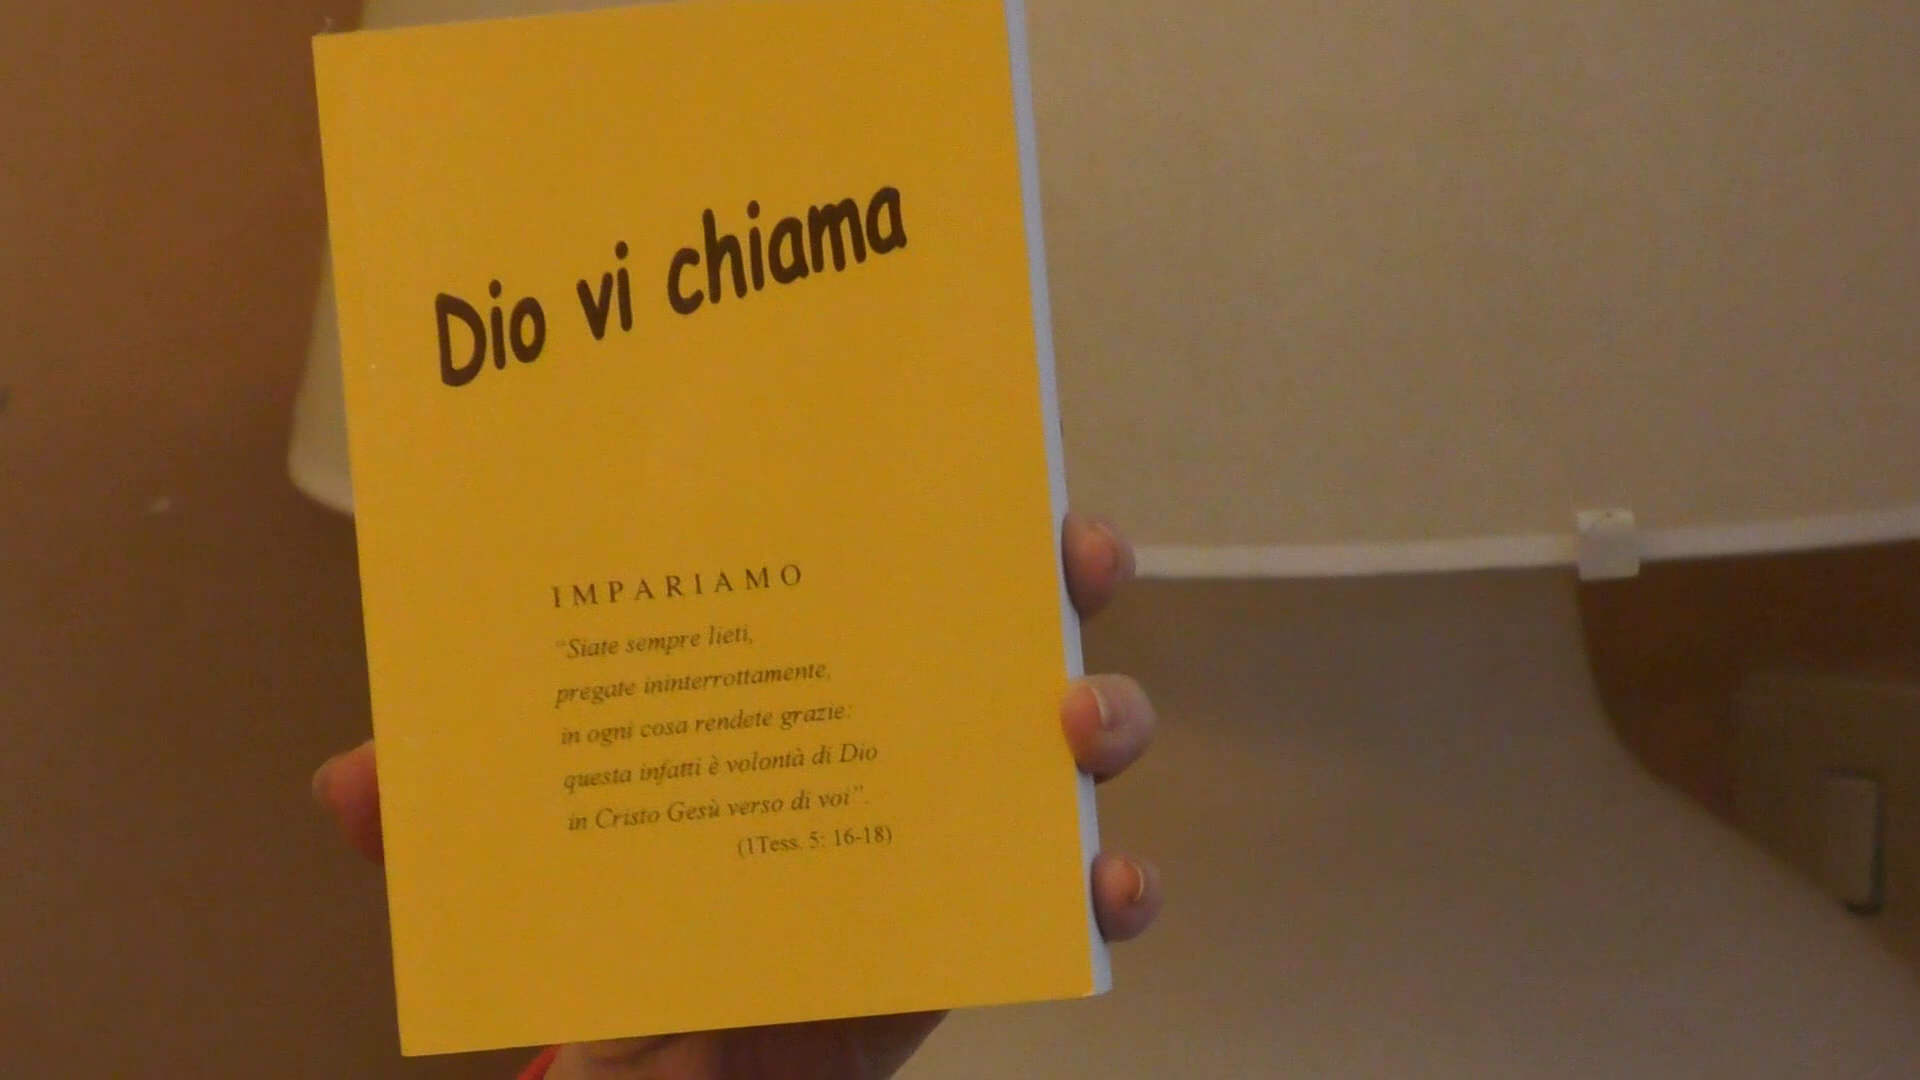 Dio vi chiama
IMPARIAMO
“Siate sempre lieti,
pregate ininterrottamente,
in ogni cosa rendete grazie:
questa infatti è volontà di Dio
in Cristo Gesù verso di voi”.
(1Tess. 5: 16-18)